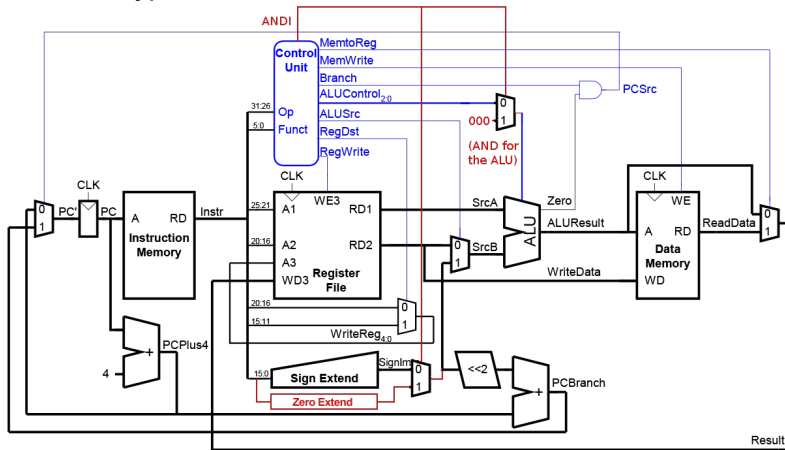 ANDI
Control
Unit
MemtoReg
MemWrite
Branch
ALUControl2:0
ALUSrc
RegDst
RegWrite
PCSrc
31:26
Op
5:0
Funct
0
1
000
(AND for
the ALU)
CLK
CLK
CLK
0
1
PC'
PC
A
RD
Instruction
Memory
Instr
25:21
A1
WE3
RD1
20:16
A2
RD2
A3
WD3
Register
File
SrcA
0
1
SrcB
ALU
Zero
ALUResult
WriteData
A
RD
WE
Data
Memory
WD
ReadData
0
1
20:16
15:11
0
1
WriteReg4:0
PCPlus4
+
4
15:0
Sign Extend
SignIm
0
1
Zero Extend
<<2
+
PCBranch
Result